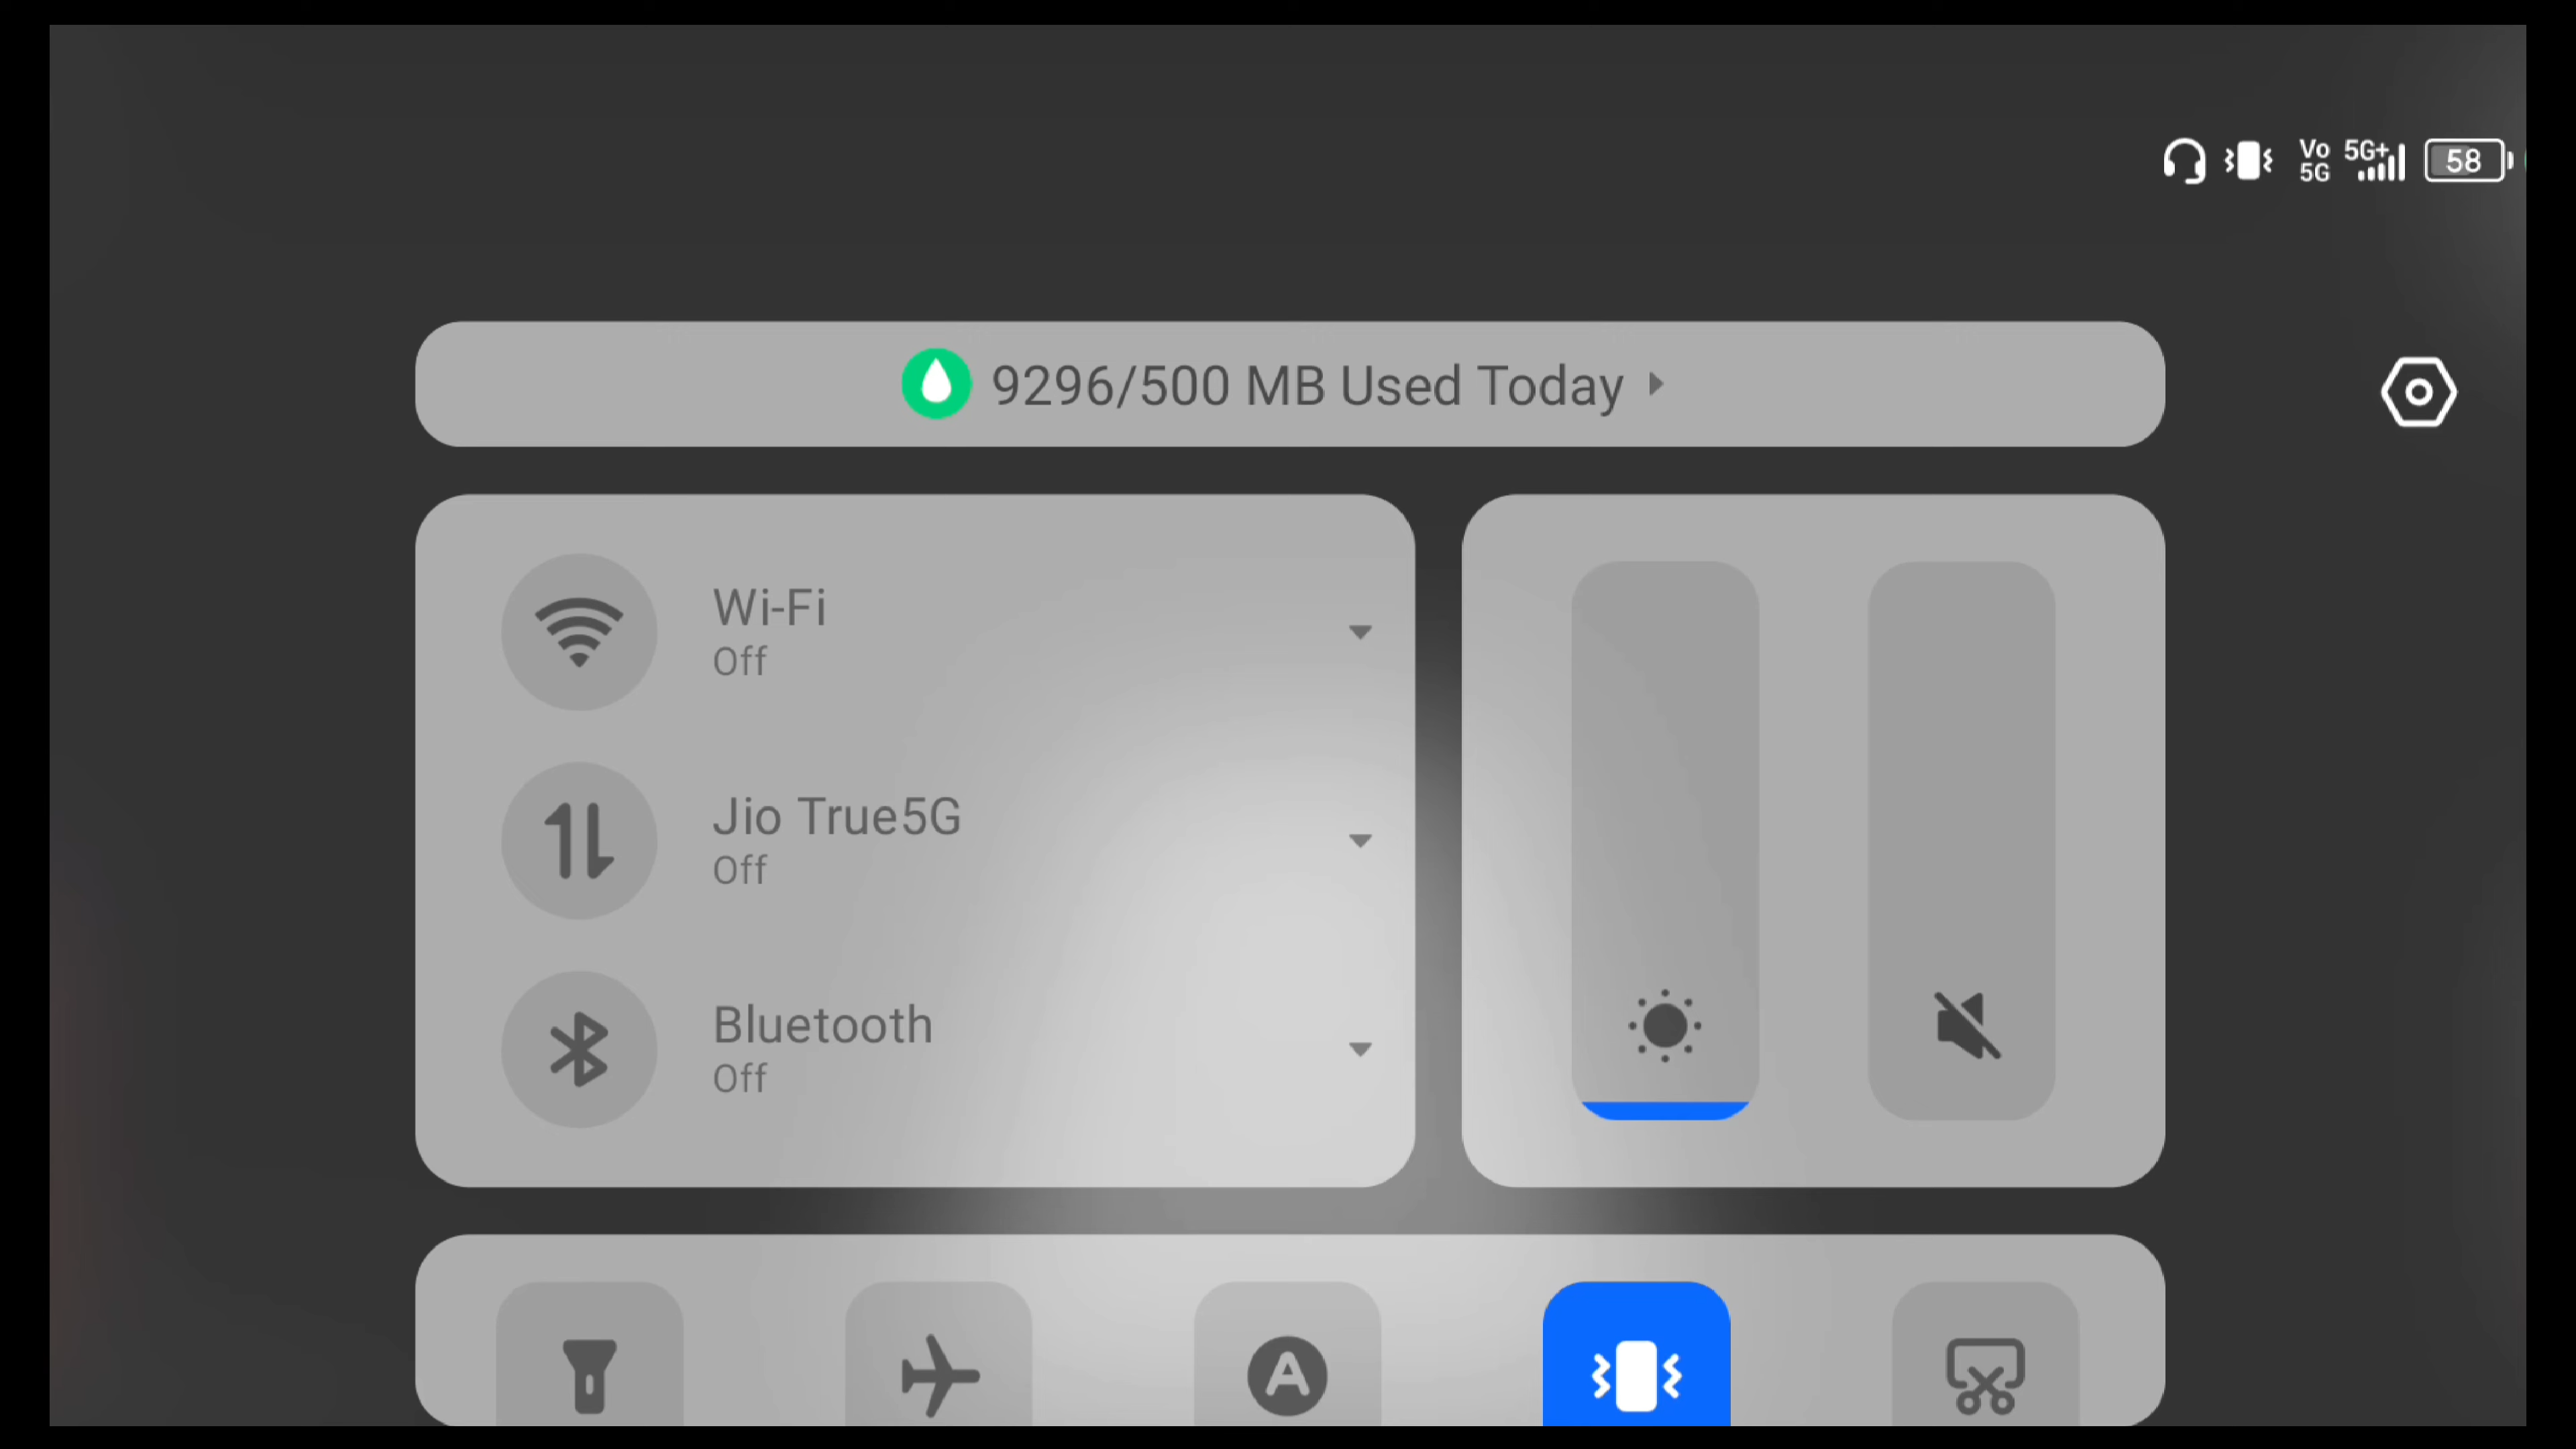 Vo 5G 5G+ 58
9296/500 MB Used Today
Wi-Fi
Off
Jio True5G
Off
Bluetooth
Off
A